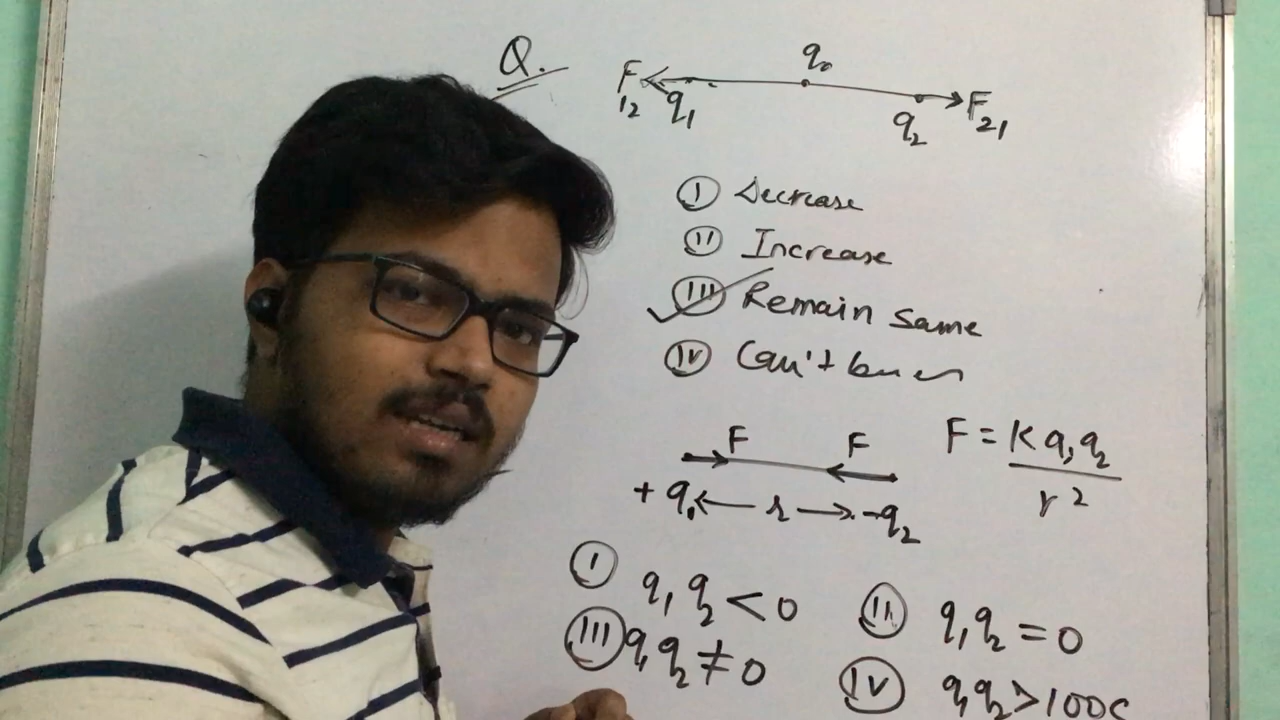 Q.
q₀
F₁₂ q₁ q₂ F₂₁
(I) Decrease
(II) Increase
(III) Remain same
(IV) Can't
F F
+q₁ r -q₂
F = K q₁q₂ / r²
(I) q₁q₂ < 0
(II) q₁q₂ = 0
(III) q₁q₂ ≠ 0
(IV) q₁q₂ > 100C